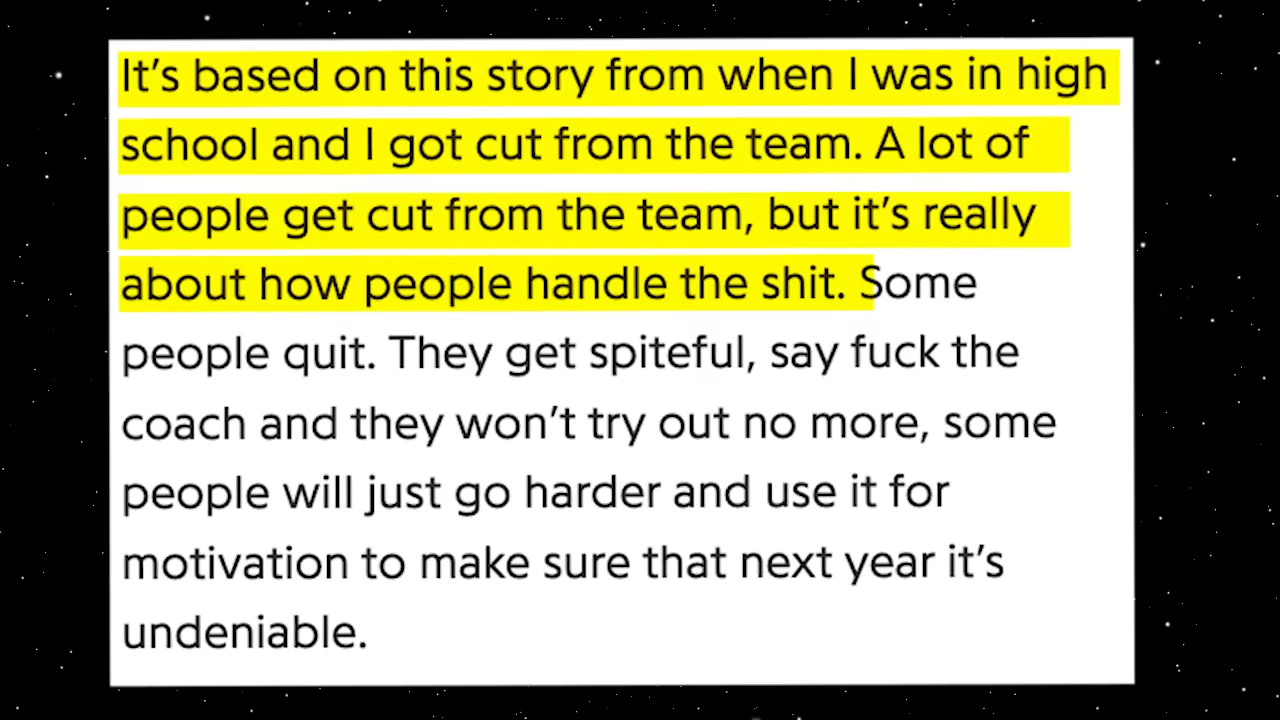 It’s based on this story from when I was in high
school and I got cut from the team. A lot of
people get cut from the team, but it’s really
about how people handle the shit. Some
people quit. They get spiteful, say fuck the
coach and they won’t try out no more, some
people will just go harder and use it for
motivation to make sure that next year it’s
undeniable.